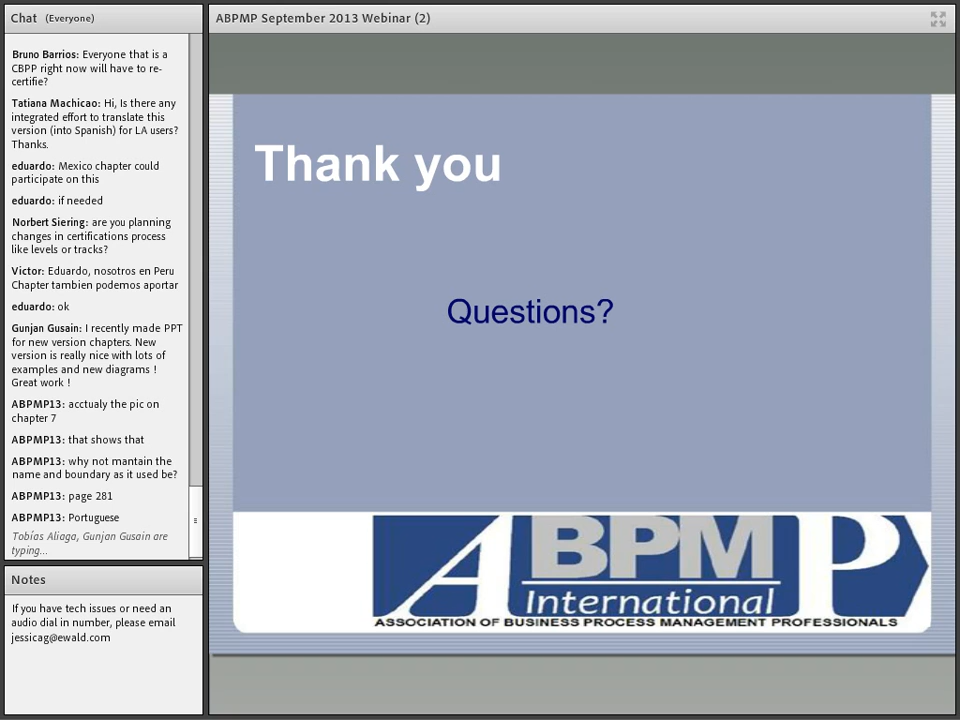 Chat (Everyone)
Bruno Barrios: Everyone that is a
CBPP right now will have to re-
certifie?
Tatiana Machicao: Hi, Is there any
integrated effort to translate this
version (into Spanish) for LA users?
Thanks.
eduardo: Mexico chapter could
participate on this
eduardo: if needed
Norbert Siering: are you planning
changes in certifications process
like levels or tracks?
Victor: Eduardo, nosotros en Peru
Chapter tambien podemos aportar
eduardo: ok
Gunjan Gusain: I recently made PPT
for new version chapters. New
version is really nice with lots of
examples and new diagrams !
Great work !
ABPMP13: acctualy the pic on
chapter 7
ABPMP13: that shows that
ABPMP13: why not mantain the
name and boundary as it used be?
ABPMP13: page 281
ABPMP13: Portuguese
Tobías Aliaga, Gunjan Gusain are
typing...
Notes
If you have tech issues or need an
audio dial in number, please email
jessicag@ewald.com
ABPMP September 2013 Webinar (2)
Thank you
Questions?
ABPMP
International
ASSOCIATION OF BUSINESS PROCESS MANAGEMENT PROFESSIONALS